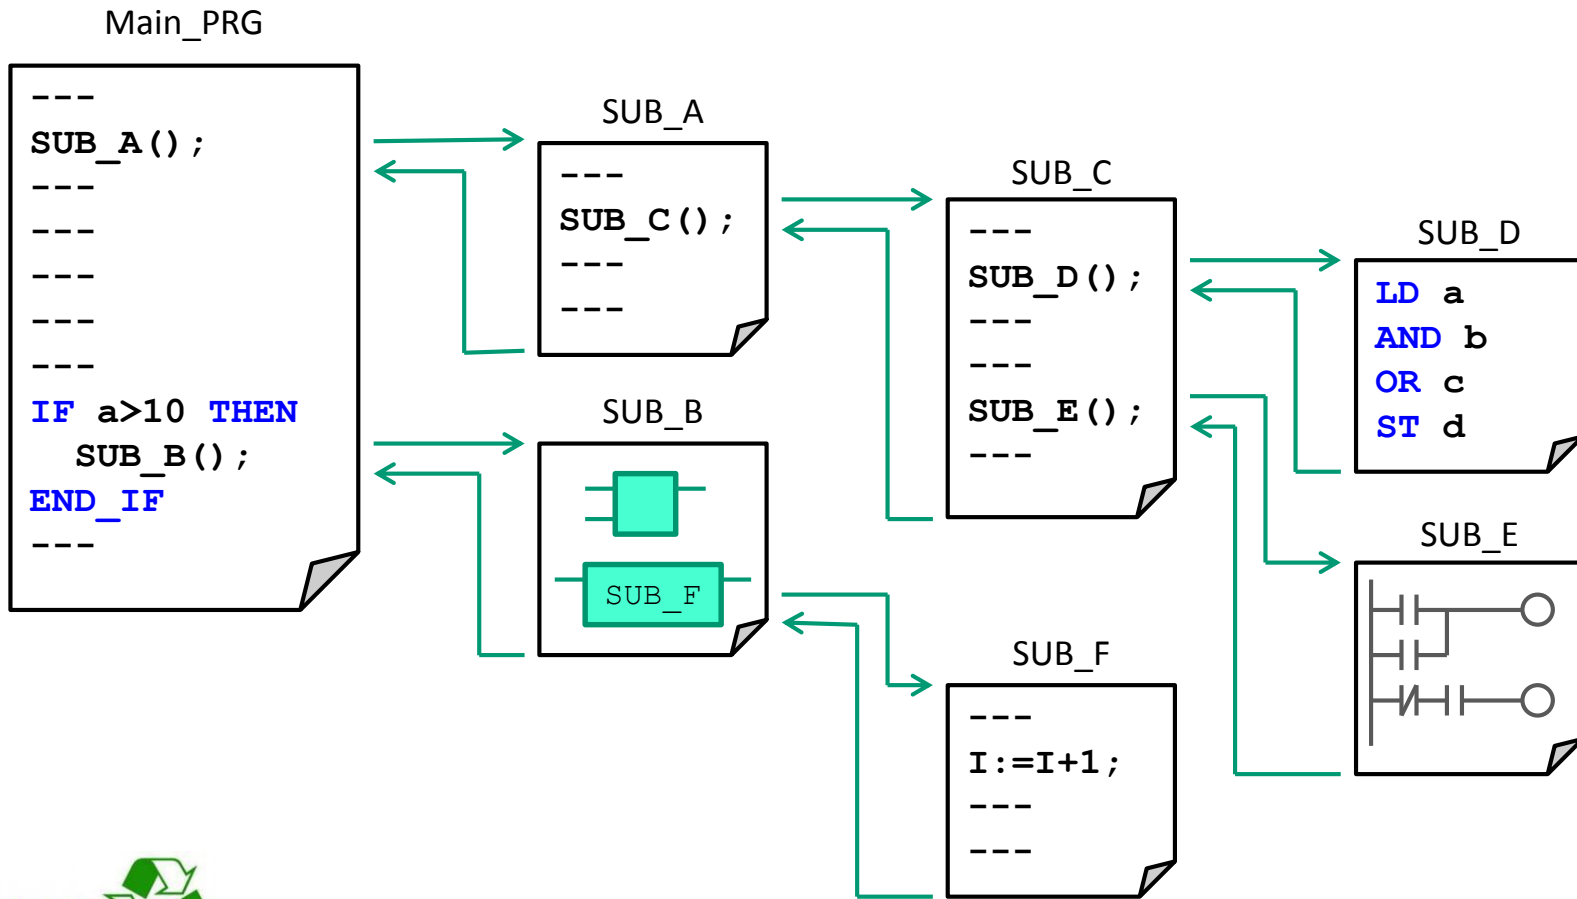 Main_PRG
---
SUB_A();
---
---
---
---
---
IF a>10 THEN
SUB_B();
END_IF
---
SUB_A
---
SUB_C();
---
---
SUB_B
SUB_F
SUB_C
---
SUB_D();
---
---
SUB_E();
---
SUB_D
LD a
AND b
OR c
ST d
SUB_E
SUB_F
---
I:=I+1;
---
---